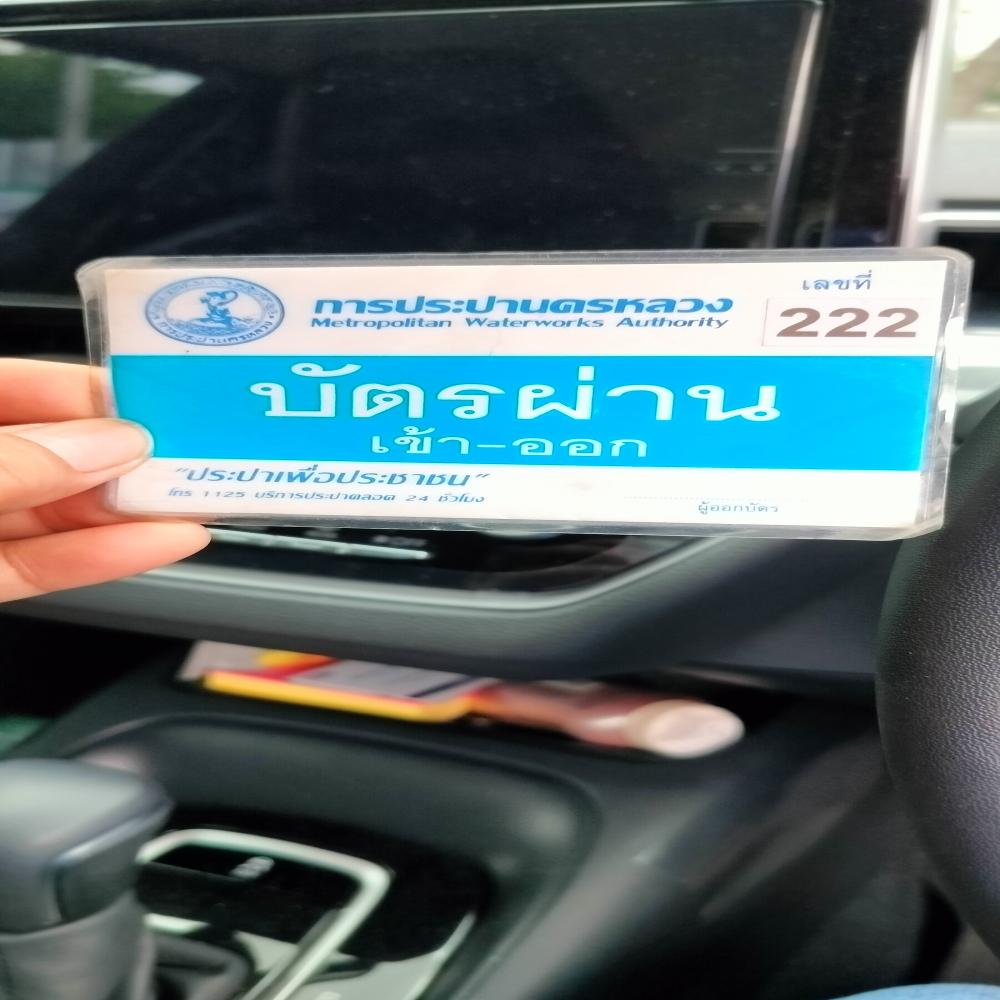 การประปานครหลวง
Metropolitan Waterworks Authority
เลขที่
222
บัตรผ่าน
เข้า-ออก
"ประปาเพื่อประชาชน"
โทร 1125 บริการประปาตลอด 24 ชั่วโมง
ผู้ออกบัตร